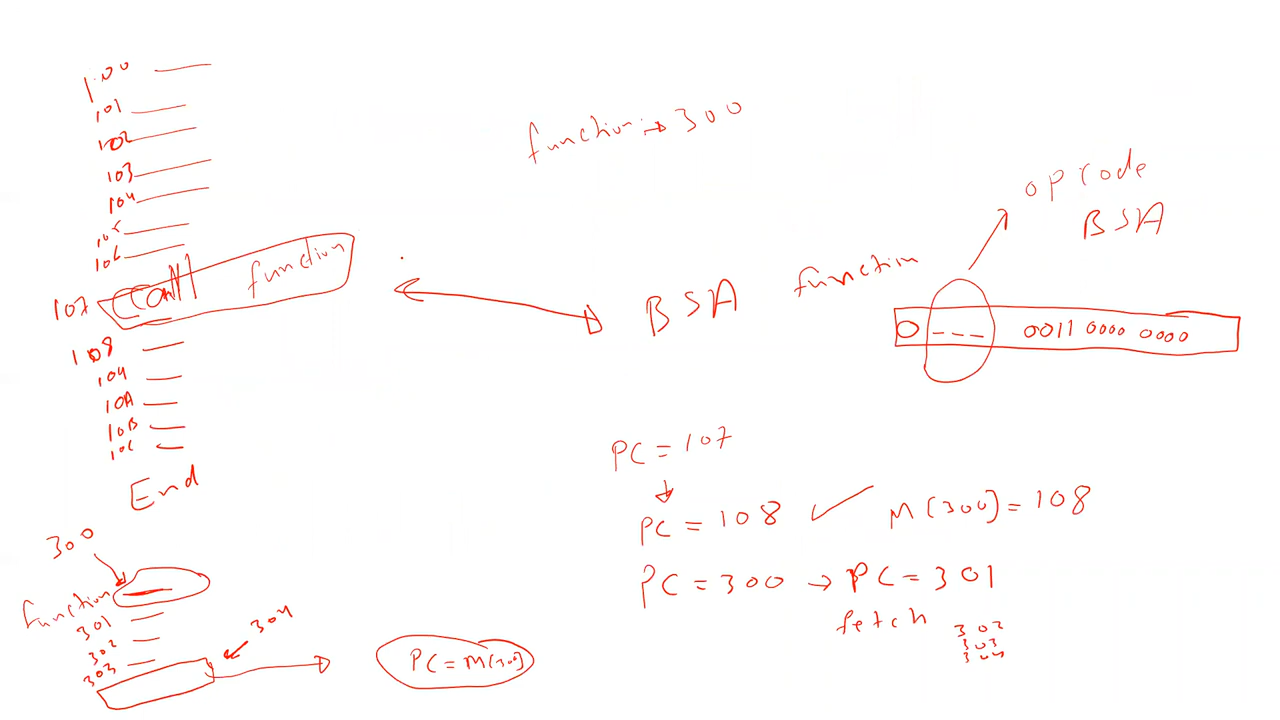 100
101
102
103
104
105
106
107 Call function
108
109
10A
10B
10C
End
300
function
301
302
303
304
PC = M(300)
function → 300
opcode
BSA
BSA function
0 --- 0011 0000 0000
PC = 107
PC = 108 ✓ M(300) = 108
PC = 300 → PC = 301
fetch
302
303
304